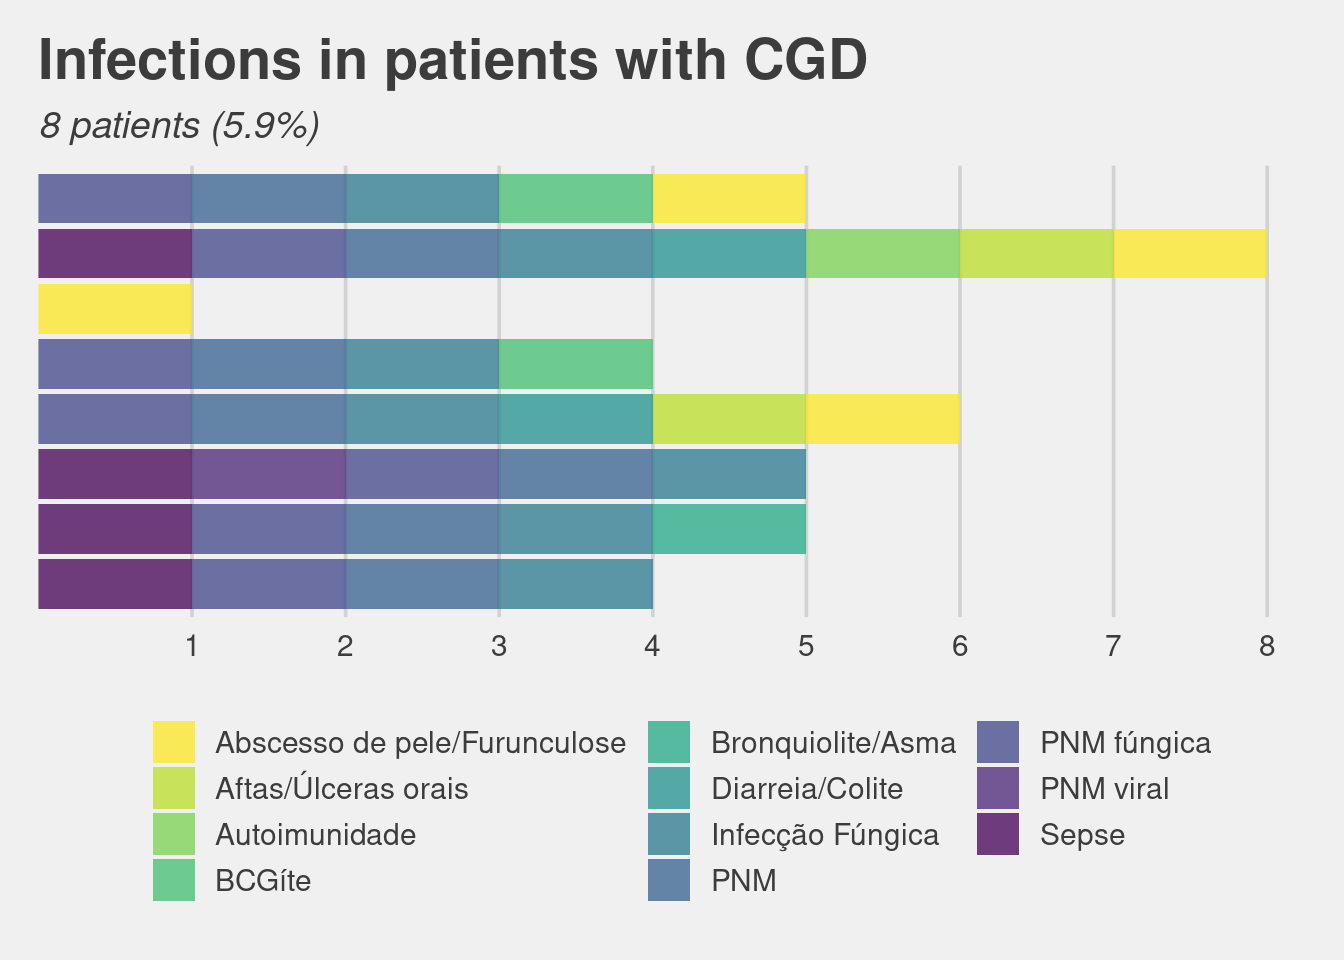 Infections in patients with CGD
8 patients (5.9%)
1 2 3 4 5 6 7 8
Abscesso de pele/Furunculose
Aftas/Úlceras orais
Autoimunidade
BCGíte
Bronquiolite/Asma
Diarreia/Colite
Infecção Fúngica
PNM
PNM fúngica
PNM viral
Sepse